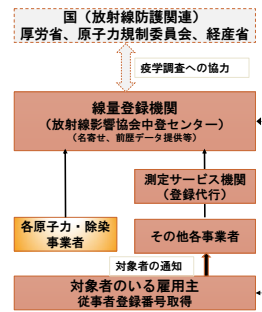 国（放射線防護関連）
厚労省、原子力規制委員会、経産省
疫学調査への協力
線量登録機関
（放射線影響協会中登センター）
（名寄せ、前歴データ提供等）
測定サービス機関
（登録代行）
各原子力・除染
事業者
その他各事業者
対象者の通知
対象者のいる雇用主
従事者登録番号取得